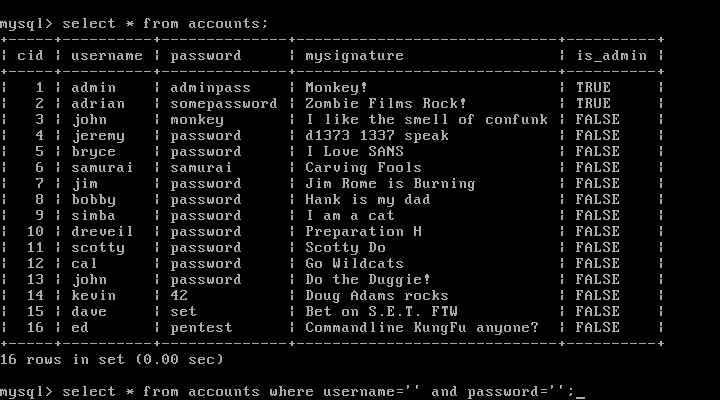 mysql> select * from accounts;
+-----+----------+--------------+-----------------------------+----------+
| cid | username | password | mysignature | is_admin |
+-----+----------+--------------+-----------------------------+----------+
| 1 | admin | adminpass | Monkey! | TRUE |
| 2 | adrian | somepassword | Zombie Films Rock! | TRUE |
| 3 | john | monkey | I like the smell of confunk | FALSE |
| 4 | jeremy | password | d1373 1337 speak | FALSE |
| 5 | bryce | password | I Love SANS | FALSE |
| 6 | samurai | samurai | Carving Fools | FALSE |
| 7 | jim | password | Jim Rome is Burning | FALSE |
| 8 | bobby | password | Hank is my dad | FALSE |
| 9 | simba | password | I am a cat | FALSE |
| 10 | dreveil | password | Preparation H | FALSE |
| 11 | scotty | password | Scotty Do | FALSE |
| 12 | cal | password | Go Wildcats | FALSE |
| 13 | john | password | Do the Duggie! | FALSE |
| 14 | kevin | 42 | Doug Adams rocks | FALSE |
| 15 | dave | set | Bet on S.E.T. FTW | FALSE |
| 16 | ed | pentest | Commandline KungFu anyone? | FALSE |
+-----+----------+--------------+-----------------------------+----------+
16 rows in set (0.00 sec)
mysql> select * from accounts where username='' and password='';_